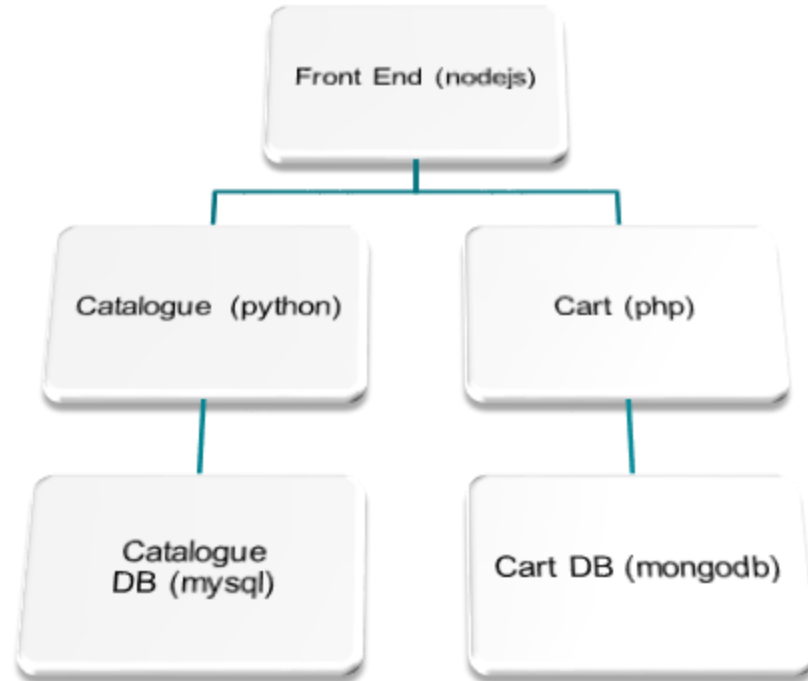 Front End (nodejs)
Catalogue (python)
Cart (php)
Catalogue
DB (mysql)
Cart DB (mongodb)